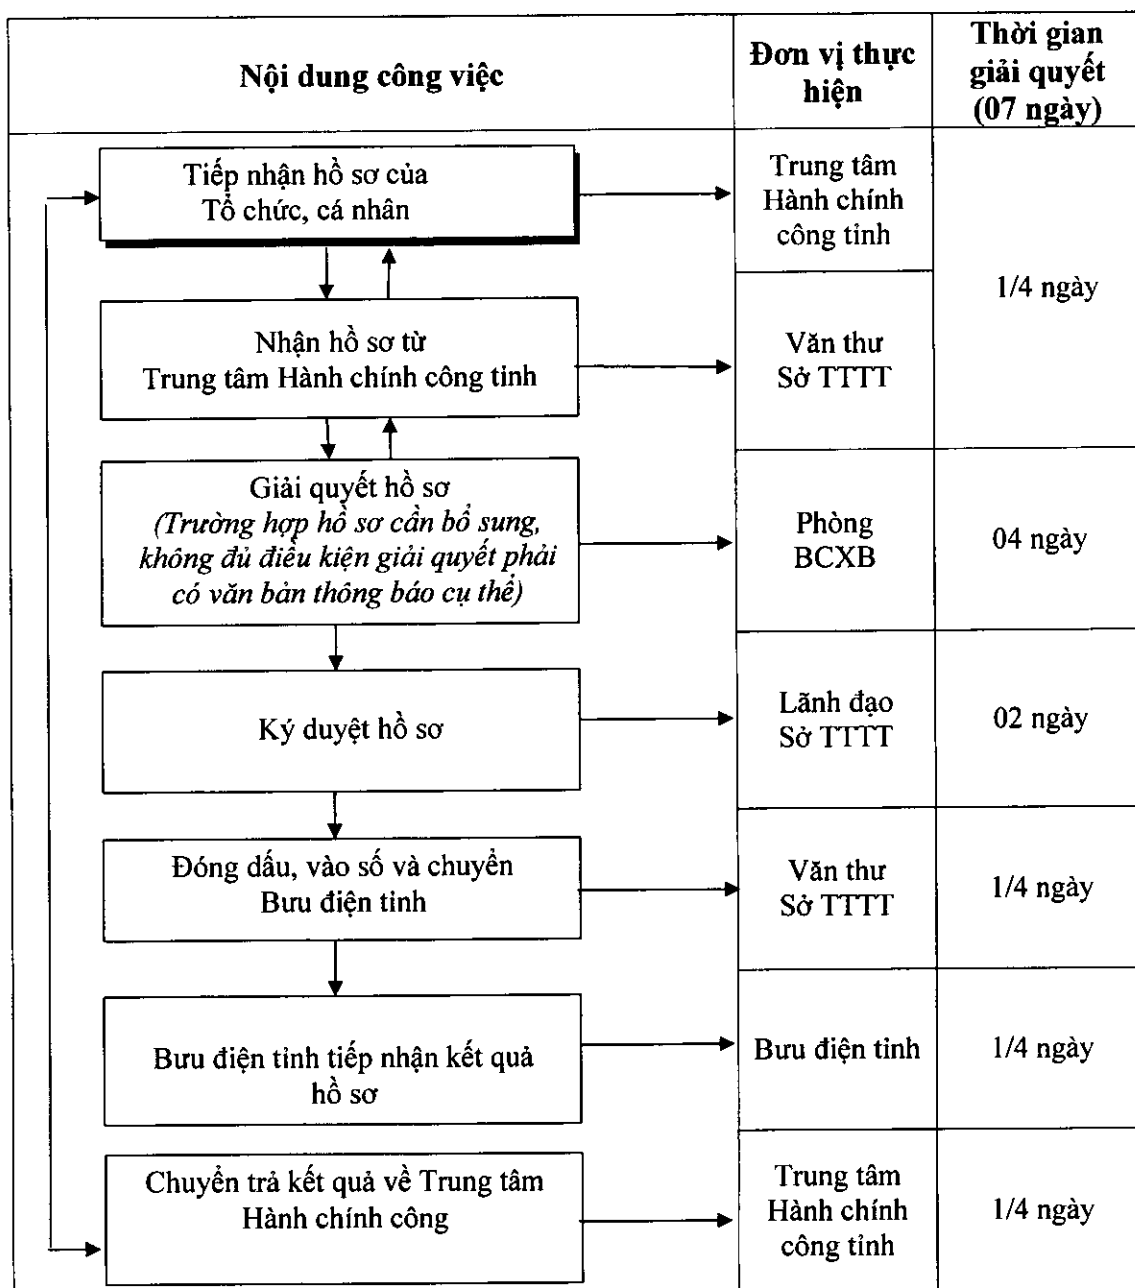 Nội dung công việc
Đơn vị thực
hiện
Thời gian
giải quyết
(07 ngày)
Tiếp nhận hồ sơ của
Tổ chức, cá nhân
Trung tâm
Hành chính
công tỉnh
1/4 ngày
Nhận hồ sơ từ
Trung tâm Hành chính công tỉnh
Văn thư
Sở TTTT
Giải quyết hồ sơ
(Trường hợp hồ sơ cần bổ sung,
không đủ điều kiện giải quyết phải
có văn bản thông báo cụ thể)
Phòng
BCXB
04 ngày
Ký duyệt hồ sơ
Lãnh đạo
Sở TTTT
02 ngày
Đóng dấu, vào số và chuyển
Bưu điện tỉnh
Văn thư
Sở TTTT
1/4 ngày
Bưu điện tỉnh tiếp nhận kết quả
hồ sơ
Bưu điện tỉnh
1/4 ngày
Chuyển trả kết quả về Trung tâm
Hành chính công
Trung tâm
Hành chính
công tỉnh
1/4 ngày